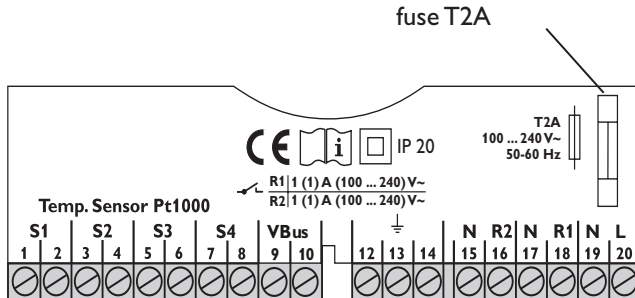 fuse T2A
T2A
100 ... 240 V~
50-60 Hz
CE i IP 20
R1 1 (1) A (100 ... 240) V~
R2 1 (1) A (100 ... 240) V~
Temp. Sensor Pt1000
S1 S2 S3 S4 VBus N R2 N R1 N L
1 2 3 4 5 6 7 8 9 10 12 13 14 15 16 17 18 19 20